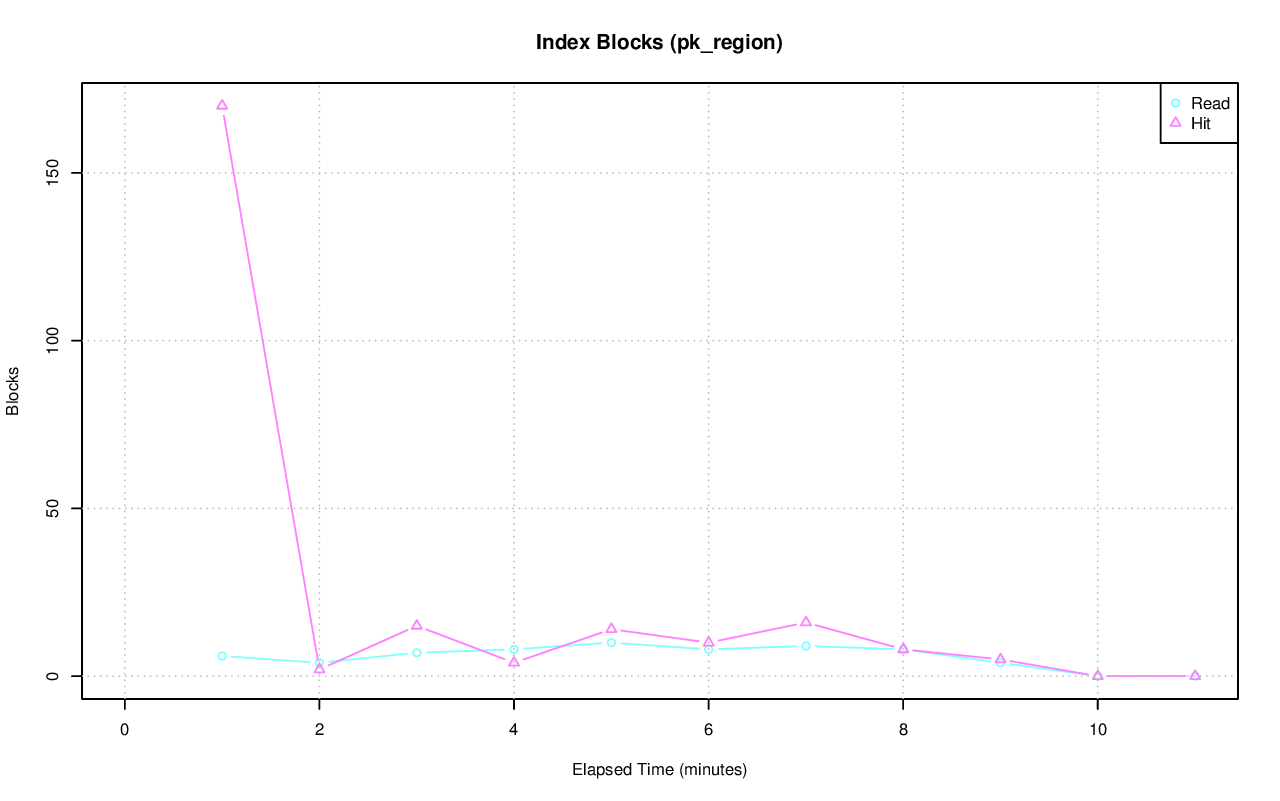 Index Blocks (pk_region)
Read
Hit
Blocks
150
100
50
0
0 2 4 6 8 10
Elapsed Time (minutes)